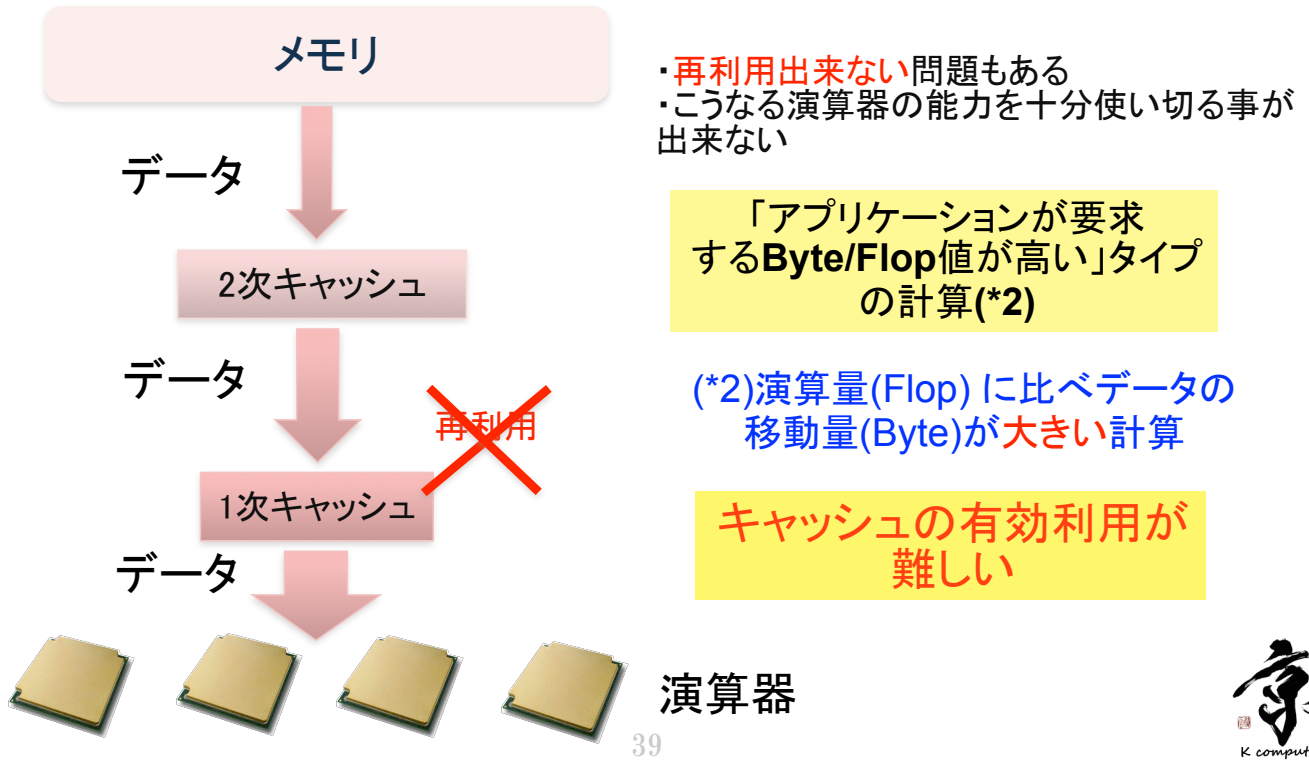 メモリ
・再利用出来ない問題もある
・こうなる演算器の能力を十分使い切る事が
出来ない
データ
「アプリケーションが要求
するByte/Flop値が高い」タイプ
の計算(*2)
2次キャッシュ
データ
再利用
(*2)演算量(Flop) に比べデータの
移動量(Byte)が大きい計算
1次キャッシュ
キャッシュの有効利用が
難しい
データ
演算器
39
京
K comput